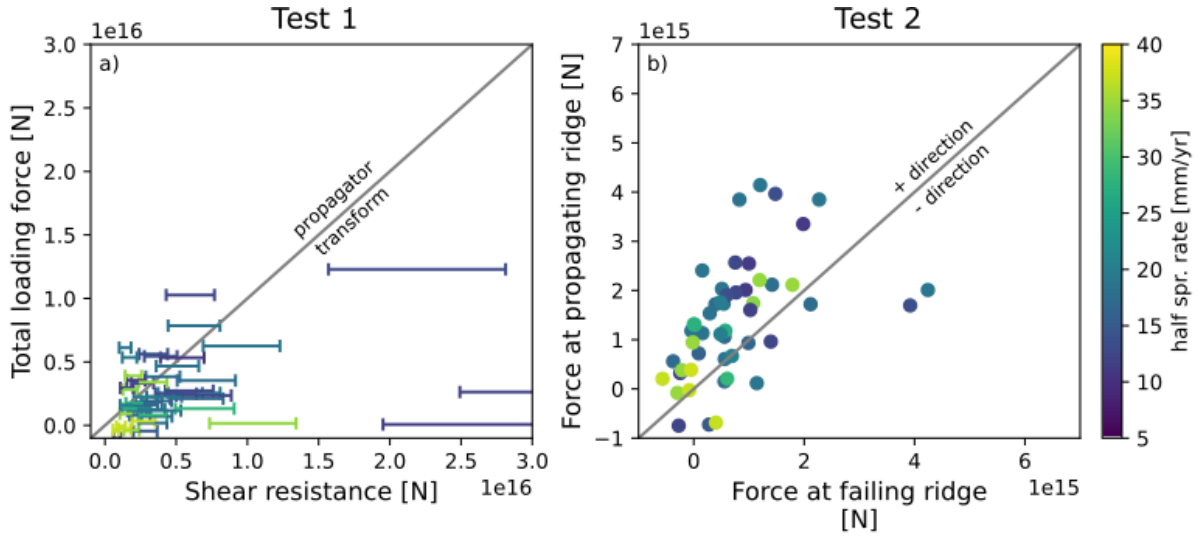 Test 1
1e16
3.0
2.5
2.0
1.5
1.0
0.5
0.0
Total loading force [N]
a)
propagator
transform
0.0
0.5
1.0
1.5
2.0
2.5
3.0
Shear resistance [N]
1e16
Test 2
1e15
7
6
5
4
3
2
1
0
−1
Force at propagating ridge [N]
b)
+ direction
- direction
0
2
4
6
Force at failing ridge
[N]
1e15
40
35
30
25
20
15
10
5
half spr. rate [mm/yr]